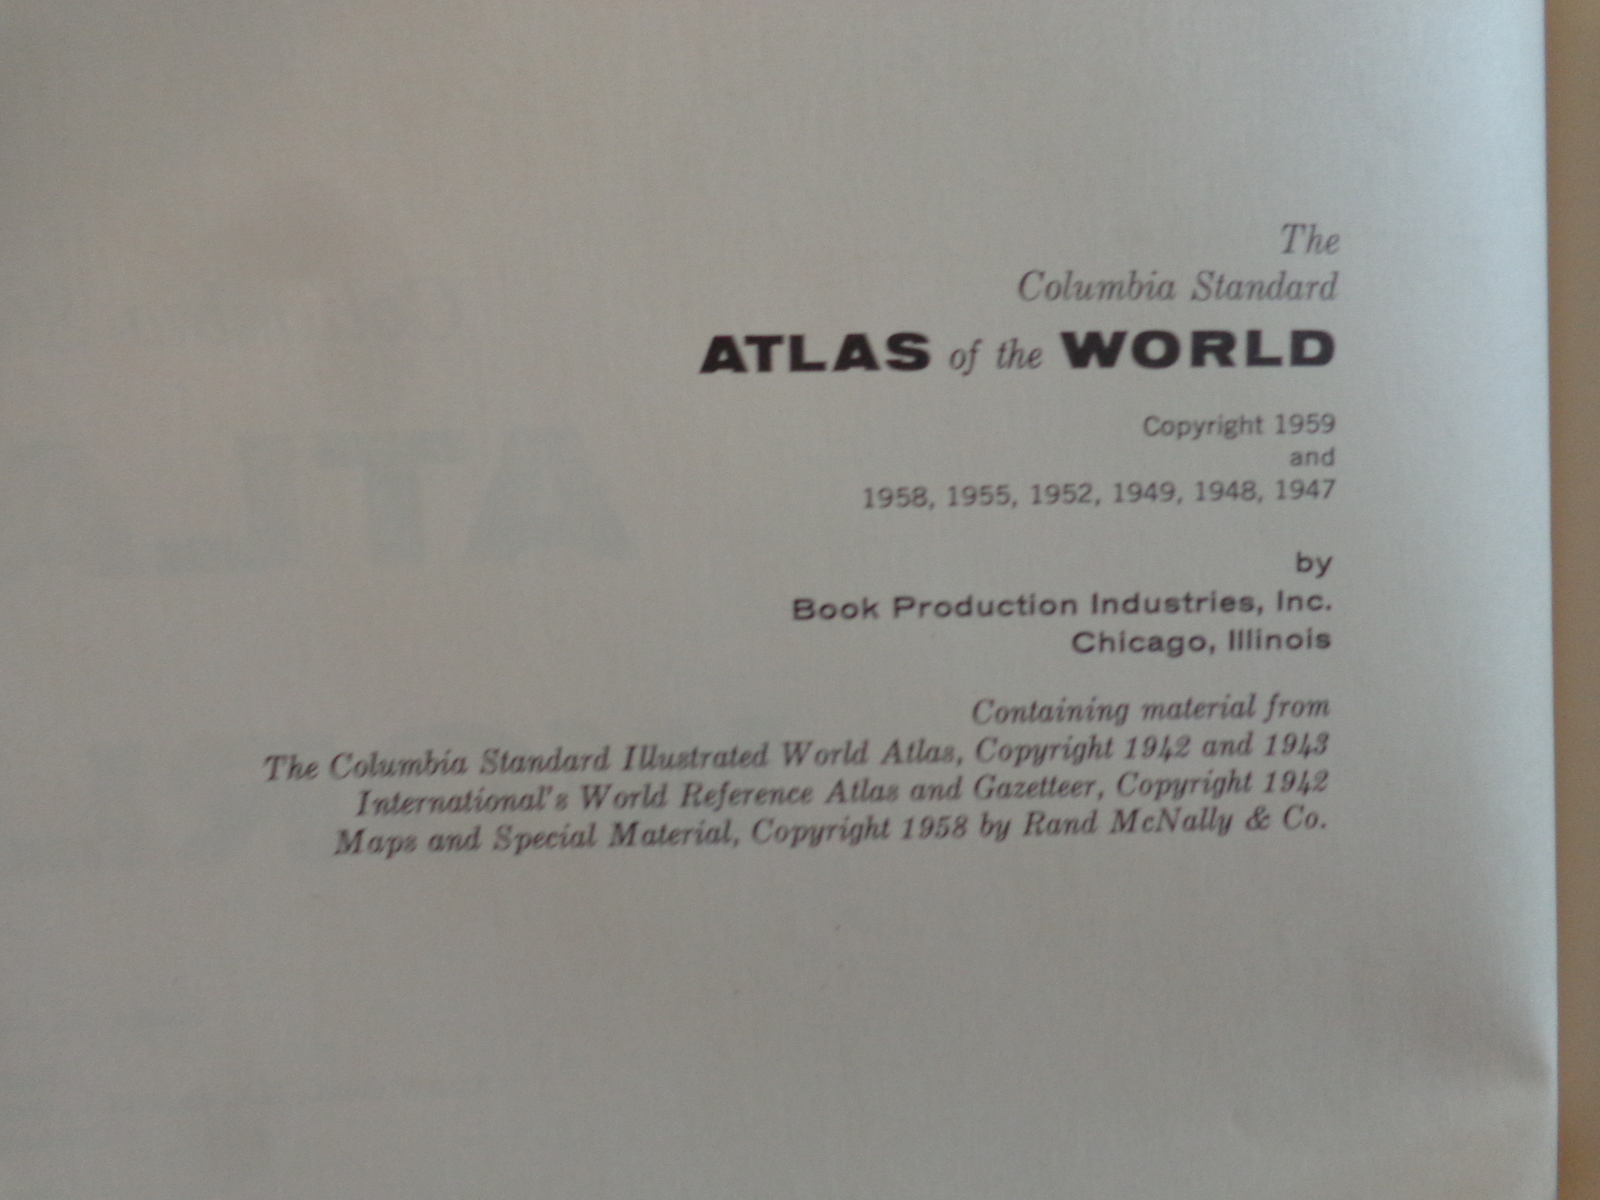 The
Columbia Standard
ATLAS of the WORLD
Copyright 1959
and
1958, 1955, 1952, 1949, 1948, 1947
by
Book Production Industries, Inc.
Chicago, Illinois
Containing material from
The Columbia Standard Illustrated World Atlas, Copyright 1942 and 1943
International's World Reference Atlas and Gazetteer, Copyright 1942
Maps and Special Material, Copyright 1958 by Rand McNally & Co.